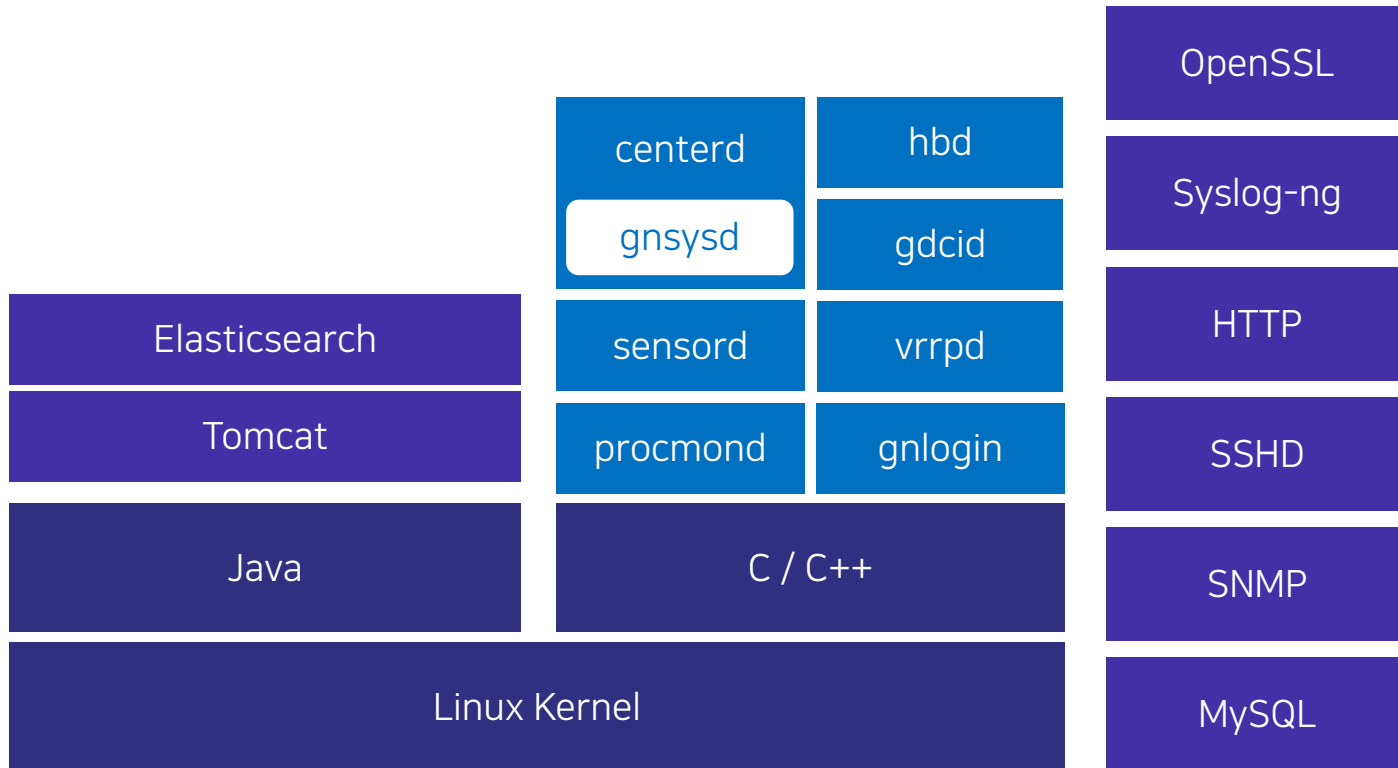 OpenSSL
centerd
hbd
Syslog-ng
gnsysd
gdcid
Elasticsearch
sensord
vrrpd
HTTP
Tomcat
procmond
gnlogin
SSHD
Java
C / C++
SNMP
Linux Kernel
MySQL